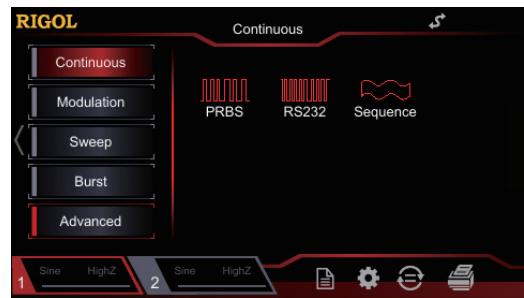 RIGOL
Continuous
Continuous
Modulation
Sweep
Burst
Advanced
PRBS RS232 Sequence
1 Sine HighZ 2 Sine HighZ